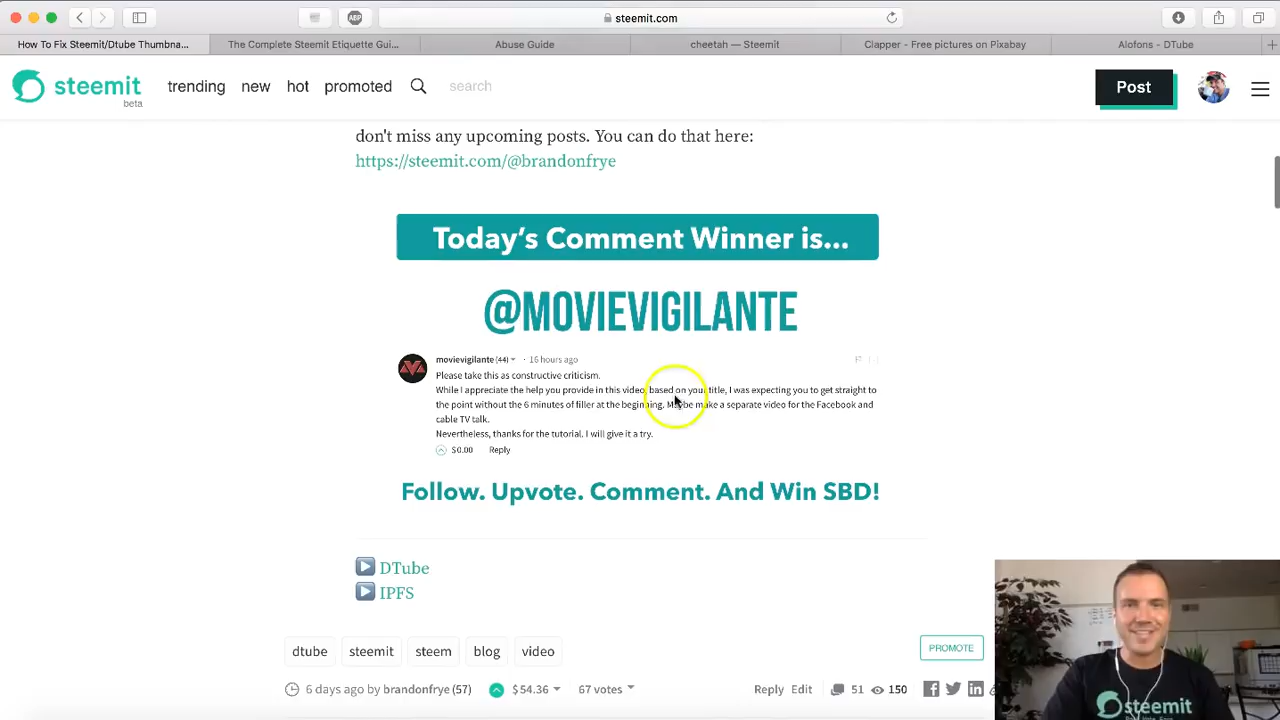 steemit.com
How To Fix Steemit/Dtube Thumbna...
The Complete Steemit Etiquette Gui...
Abuse Guide
cheetah — Steemit
Clapper - Free pictures on Pixabay
Alofons - DTube
ABP
steemit
beta
trending new hot promoted search
Post
don't miss any upcoming posts. You can do that here:
https://steemit.com/@brandonfrye
Today's Comment Winner is...
@MOVIEVIGILANTE
movievigilante (44) · 16 hours ago
Please take this as constructive criticism.
While I appreciate the help you provide in this video, based on your title, I was expecting you to get straight to
the point without the 6 minutes of filler at the beginning. Maybe make a separate video for the Facebook and
cable TV talk.
Nevertheless, thanks for the tutorial. I will give it a try.
$0.00 Reply
Follow. Upvote. Comment. And Win SBD!
DTube
IPFS
dtube steemit steem blog video
PROMOTE
6 days ago by brandonfrye (57) $54.36 67 votes Reply Edit 51 150
steemit